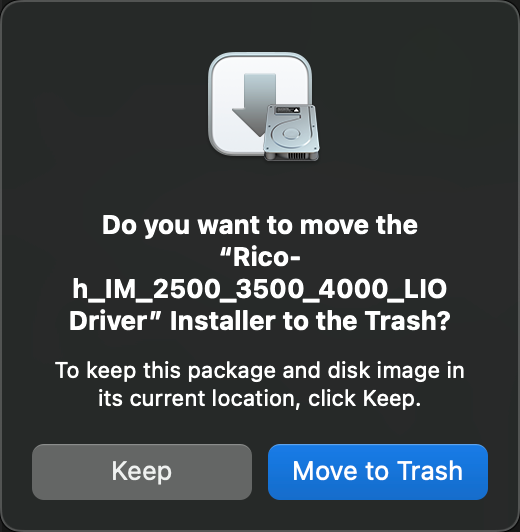 Do you want to move the
“Rico-
h_IM_2500_3500_4000_LIO
Driver” Installer to the Trash?
To keep this package and disk image in
its current location, click Keep.
Keep
Move to Trash